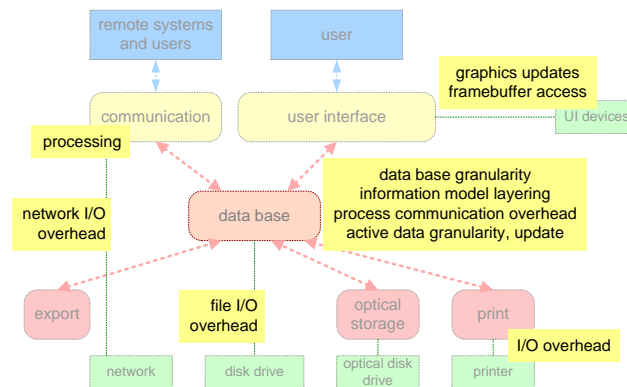 remote systems
and users
user
graphics updates
framebuffer access
communication
user interface
UI devices
processing
data base granularity
information model layering
process communication overhead
active data granularity, update
data base
network I/O
overhead
export
file I/O
overhead
optical
storage
print
I/O overhead
network
disk drive
optical disk
drive
printer